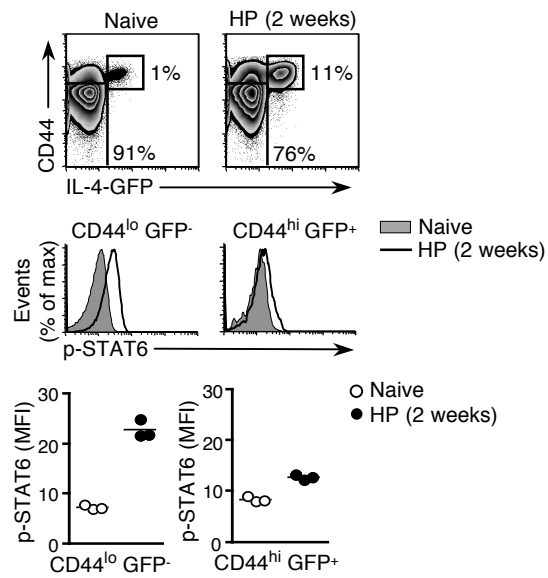 Naive HP (2 weeks)
CD44
1% 11%
91% 76%
IL-4-GFP
CD44lo GFP- CD44hi GFP+
Naive
HP (2 weeks)
Events
(% of max)
p-STAT6
Naive
HP (2 weeks)
p-STAT6 (MFI)
30
20
10
0
CD44lo GFP-
p-STAT6 (MFI)
30
20
10
0
CD44hi GFP+